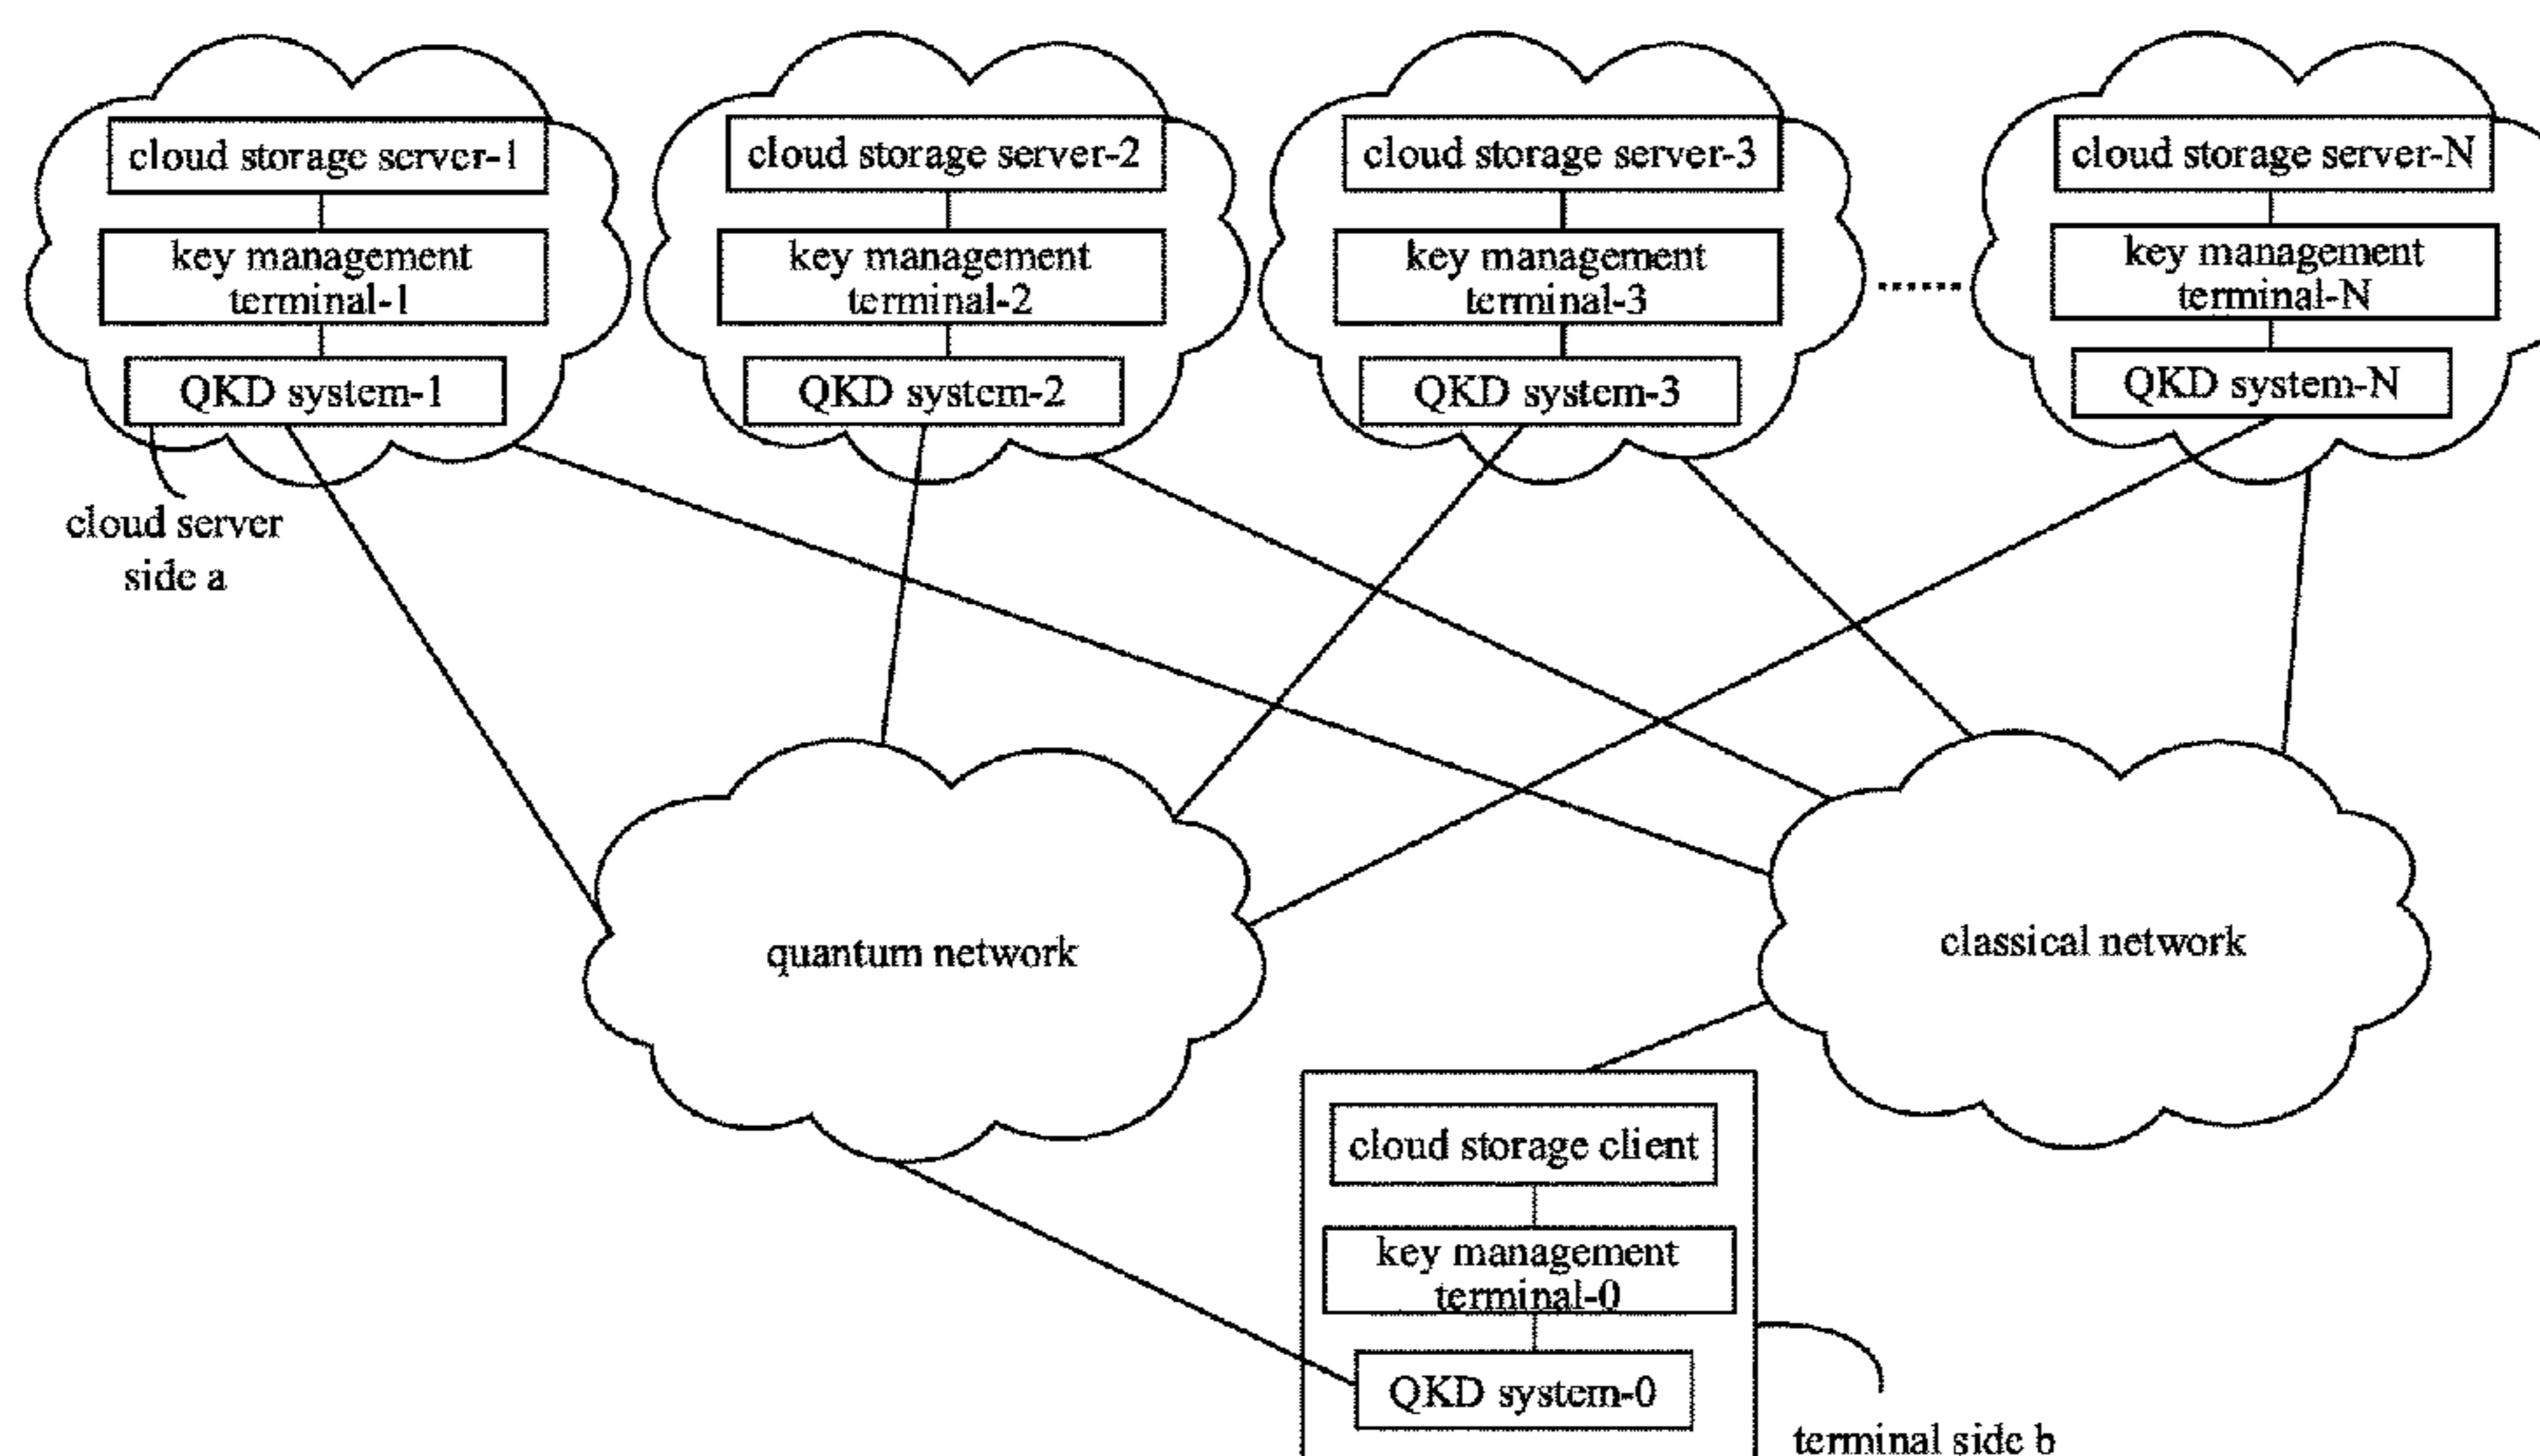 cloud storage server-1
cloud storage server-2
cloud storage server-3
cloud storage server-N
key management
terminal-1
key management
terminal-2
key management
terminal-3
key management
terminal-N
QKD system-1
QKD system-2
QKD system-3
QKD system-N
cloud server
side a
quantum network
classical network
cloud storage client
key management
terminal-0
QKD system-0
terminal side b